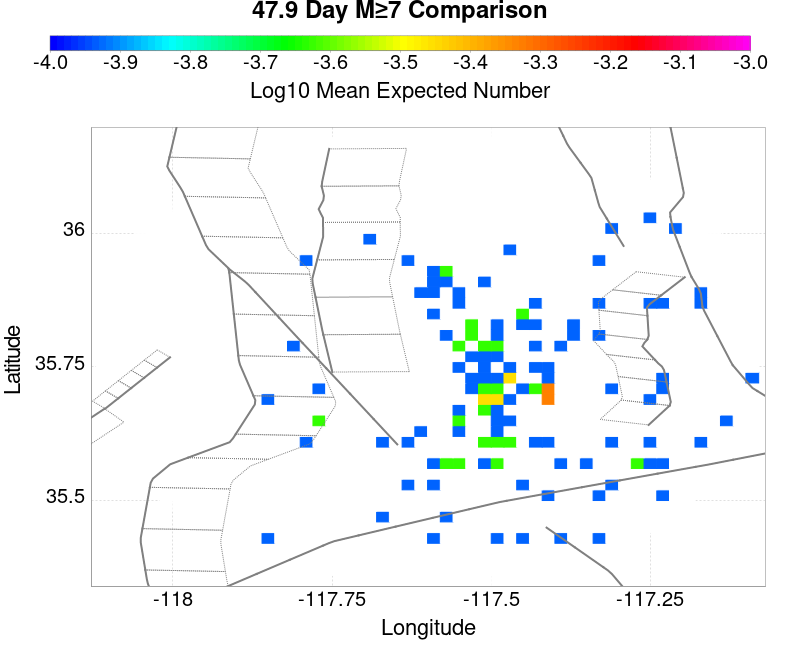 47.9 Day M≥7 Comparison
-4.0 -3.9 -3.8 -3.7 -3.6 -3.5 -3.4 -3.3 -3.2 -3.1 -3.0
Log10 Mean Expected Number
36
35.75
35.5
Latitude
-118 -117.75 -117.5 -117.25
Longitude